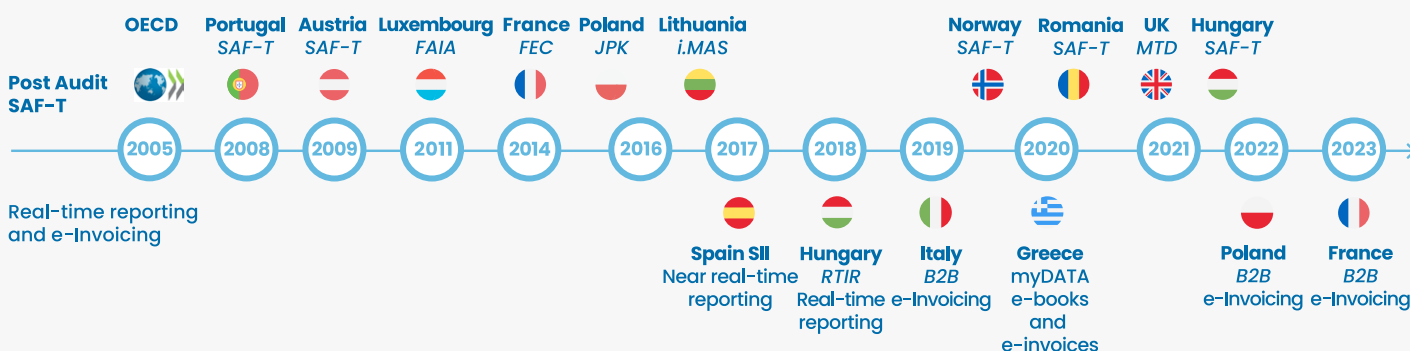 OECD
Portugal
SAF-T
Austria
SAF-T
Luxembourg
FAIA
France
FEC
Poland
JPK
Lithuania
i.MAS
Norway
SAF-T
Romania
SAF-T
UK
MTD
Hungary
SAF-T
Post Audit
SAF-T
2005
2008
2009
2011
2014
2016
2017
2018
2019
2020
2021
2022
2023
Real-time reporting
and e-Invoicing
Spain SII
Near real-time
reporting
Hungary
RTIR
Real-time
reporting
Italy
B2B
e-Invoicing
Greece
myDATA
e-books
and
e-invoices
Poland
B2B
e-Invoicing
France
B2B
e-Invoicing